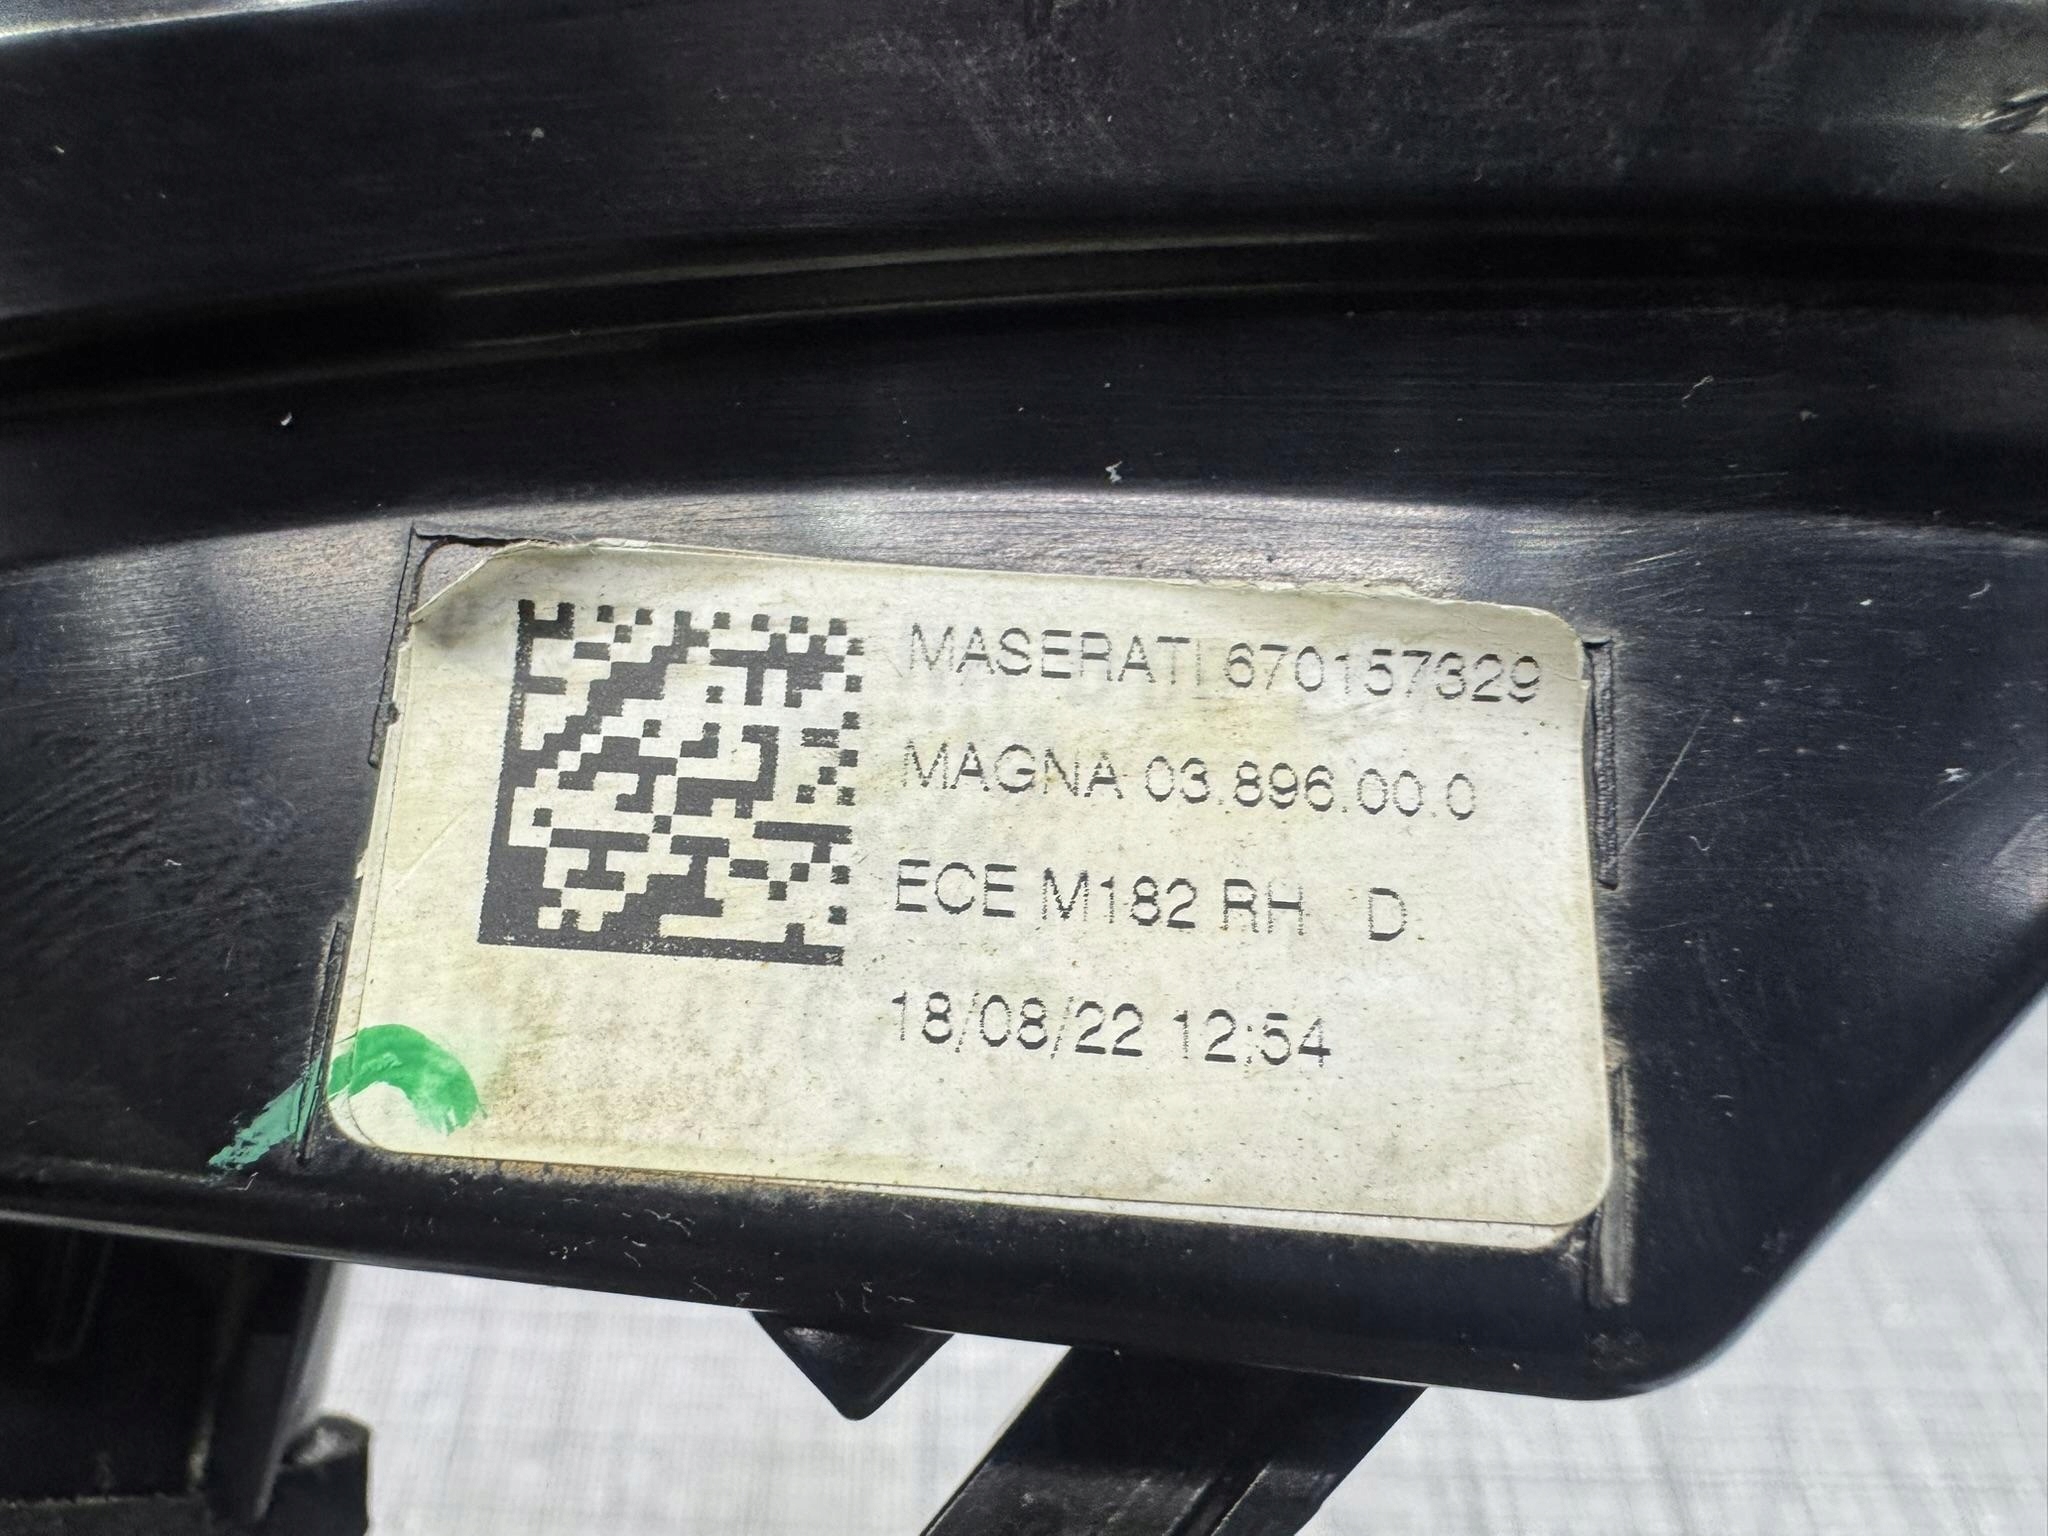 MASERATI 670157329
MAGNA 03.896.00.0
ECE M182 RH D
18/08/22 12:54